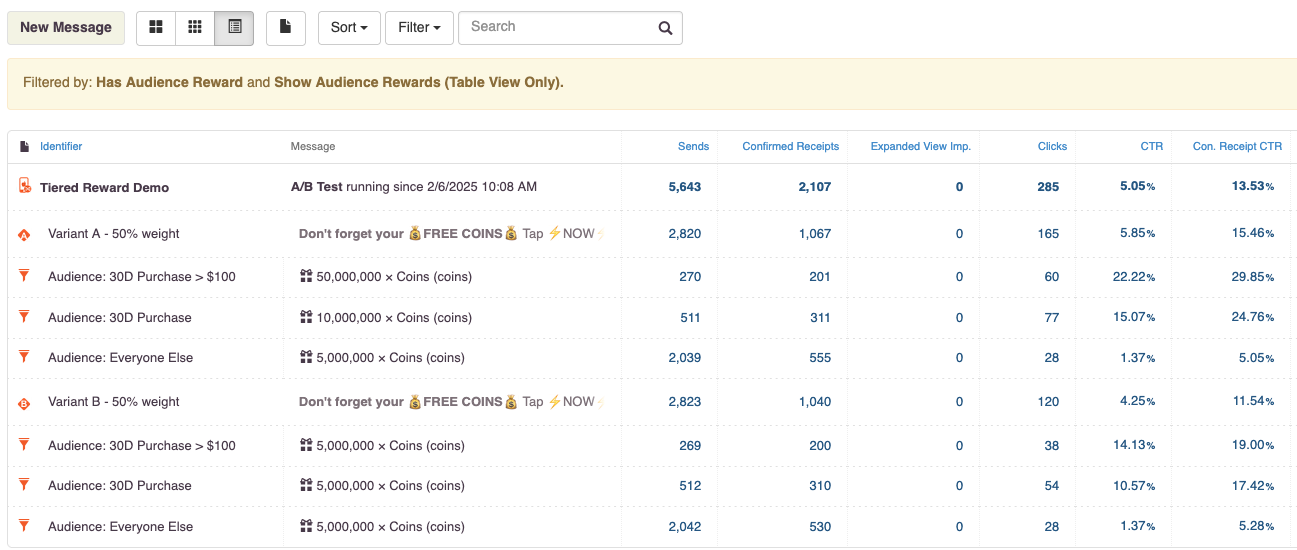 New Message Sort Filter Search
Filtered by: Has Audience Reward and Show Audience Rewards (Table View Only).
Identifier Message Sends Confirmed Receipts Expanded View Imp. Clicks CTR Con. Receipt CTR
Tiered Reward Demo A/B Test running since 2/6/2025 10:08 AM 5,643 2,107 0 285 5.05% 13.53%
A Variant A - 50% weight Don't forget your 💰FREE COINS💰 Tap ⚡NOW⚡ 2,820 1,067 0 165 5.85% 15.46%
Audience: 30D Purchase > $100 50,000,000 × Coins (coins) 270 201 0 60 22.22% 29.85%
Audience: 30D Purchase 10,000,000 × Coins (coins) 511 311 0 77 15.07% 24.76%
Audience: Everyone Else 5,000,000 × Coins (coins) 2,039 555 0 28 1.37% 5.05%
B Variant B - 50% weight Don't forget your 💰FREE COINS💰 Tap ⚡NOW⚡ 2,823 1,040 0 120 4.25% 11.54%
Audience: 30D Purchase > $100 5,000,000 × Coins (coins) 269 200 0 38 14.13% 19.00%
Audience: 30D Purchase 5,000,000 × Coins (coins) 512 310 0 54 10.57% 17.42%
Audience: Everyone Else 5,000,000 × Coins (coins) 2,042 530 0 28 1.37% 5.28%